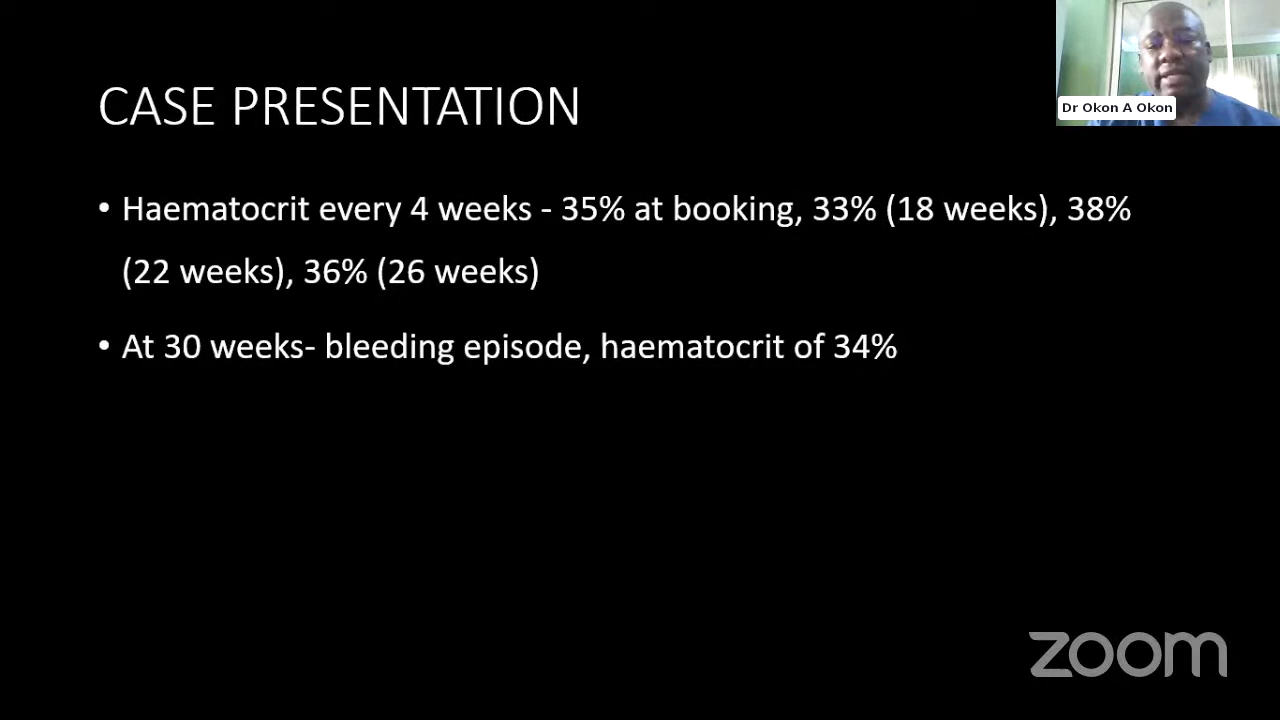 Dr Okon A Okon
CASE PRESENTATION
• Haematocrit every 4 weeks - 35% at booking, 33% (18 weeks), 38%
(22 weeks), 36% (26 weeks)
• At 30 weeks- bleeding episode, haematocrit of 34%
zoom